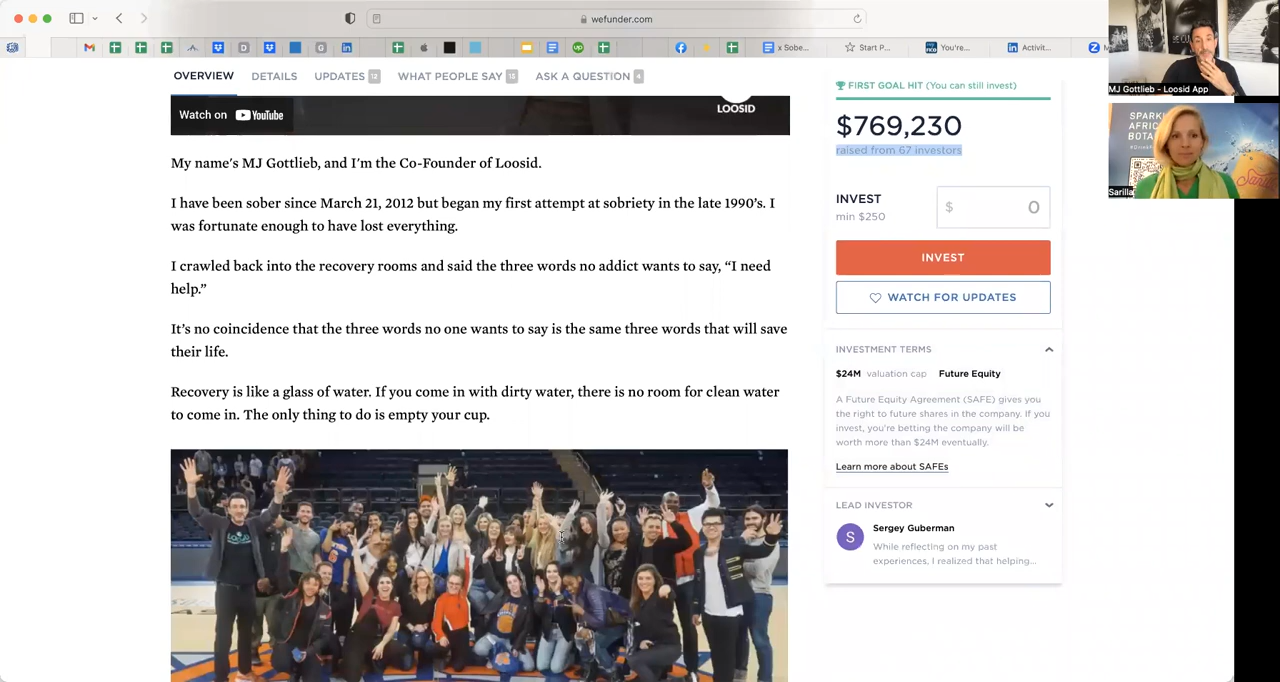 wefunder.com
x Sobe...
Start P...
You're...
Activit...
OVERVIEW DETAILS UPDATES 12 WHAT PEOPLE SAY 15 ASK A QUESTION 4
Watch on YouTube
LOOSID
My name's MJ Gottlieb, and I'm the Co-Founder of Loosid.
I have been sober since March 21, 2012 but began my first attempt at sobriety in the late 1990's. I
was fortunate enough to have lost everything.
I crawled back into the recovery rooms and said the three words no addict wants to say, “I need
help.”
It’s no coincidence that the three words no one wants to say is the same three words that will save
their life.
Recovery is like a glass of water. If you come in with dirty water, there is no room for clean water
to come in. The only thing to do is empty your cup.
FIRST GOAL HIT (You can still invest)
$769,230
raised from 67 investors
INVEST
min $250
$ 0
INVEST
WATCH FOR UPDATES
INVESTMENT TERMS
$24M valuation cap Future Equity
A Future Equity Agreement (SAFE) gives you
the right to future shares in the company. If you
invest, you're betting the company will be
worth more than $24M eventually.
Learn more about SAFEs
LEAD INVESTOR
S
Sergey Guberman
While reflecting on my past
experiences, I realized that helping...
MJ Gottlieb - Loosid App
SPARK
AFRIC
BOTA
Sarilla